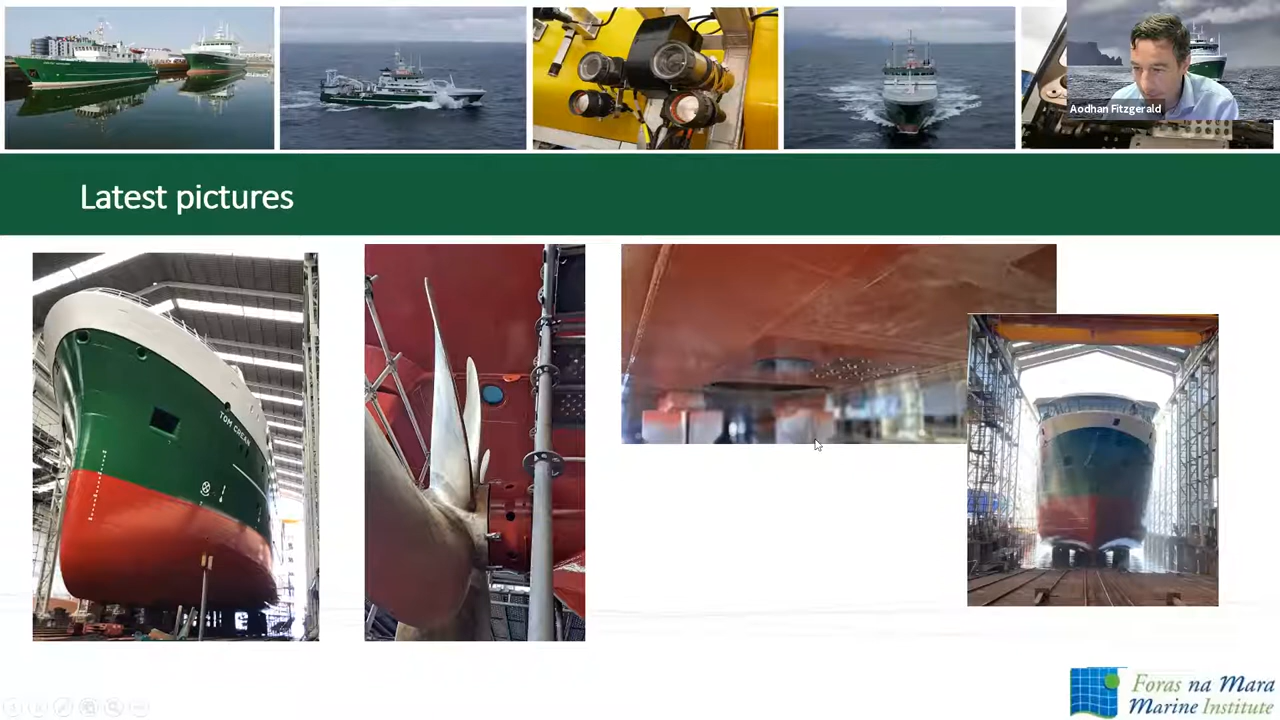 Aodhan Fitzgerald
Latest pictures
TOM CREAN
Foras na Mara
Marine Institute